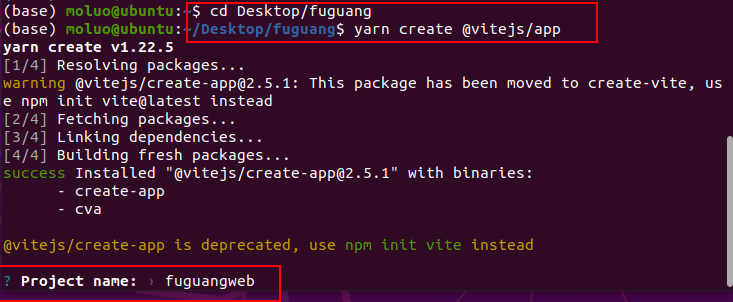 (base) moluo@ubuntu:~$ cd Desktop/fuguang
(base) moluo@ubuntu:~/Desktop/fuguang$ yarn create @vitejs/app
yarn create v1.22.5
[1/4] Resolving packages...
warning @vitejs/create-app@2.5.1: This package has been moved to create-vite, us
e npm init vite@latest instead
[2/4] Fetching packages...
[3/4] Linking dependencies...
[4/4] Building fresh packages...
success Installed "@vitejs/create-app@2.5.1" with binaries:
- create-app
- cva
@vitejs/create-app is deprecated, use npm init vite instead
? Project name: › fuguangweb